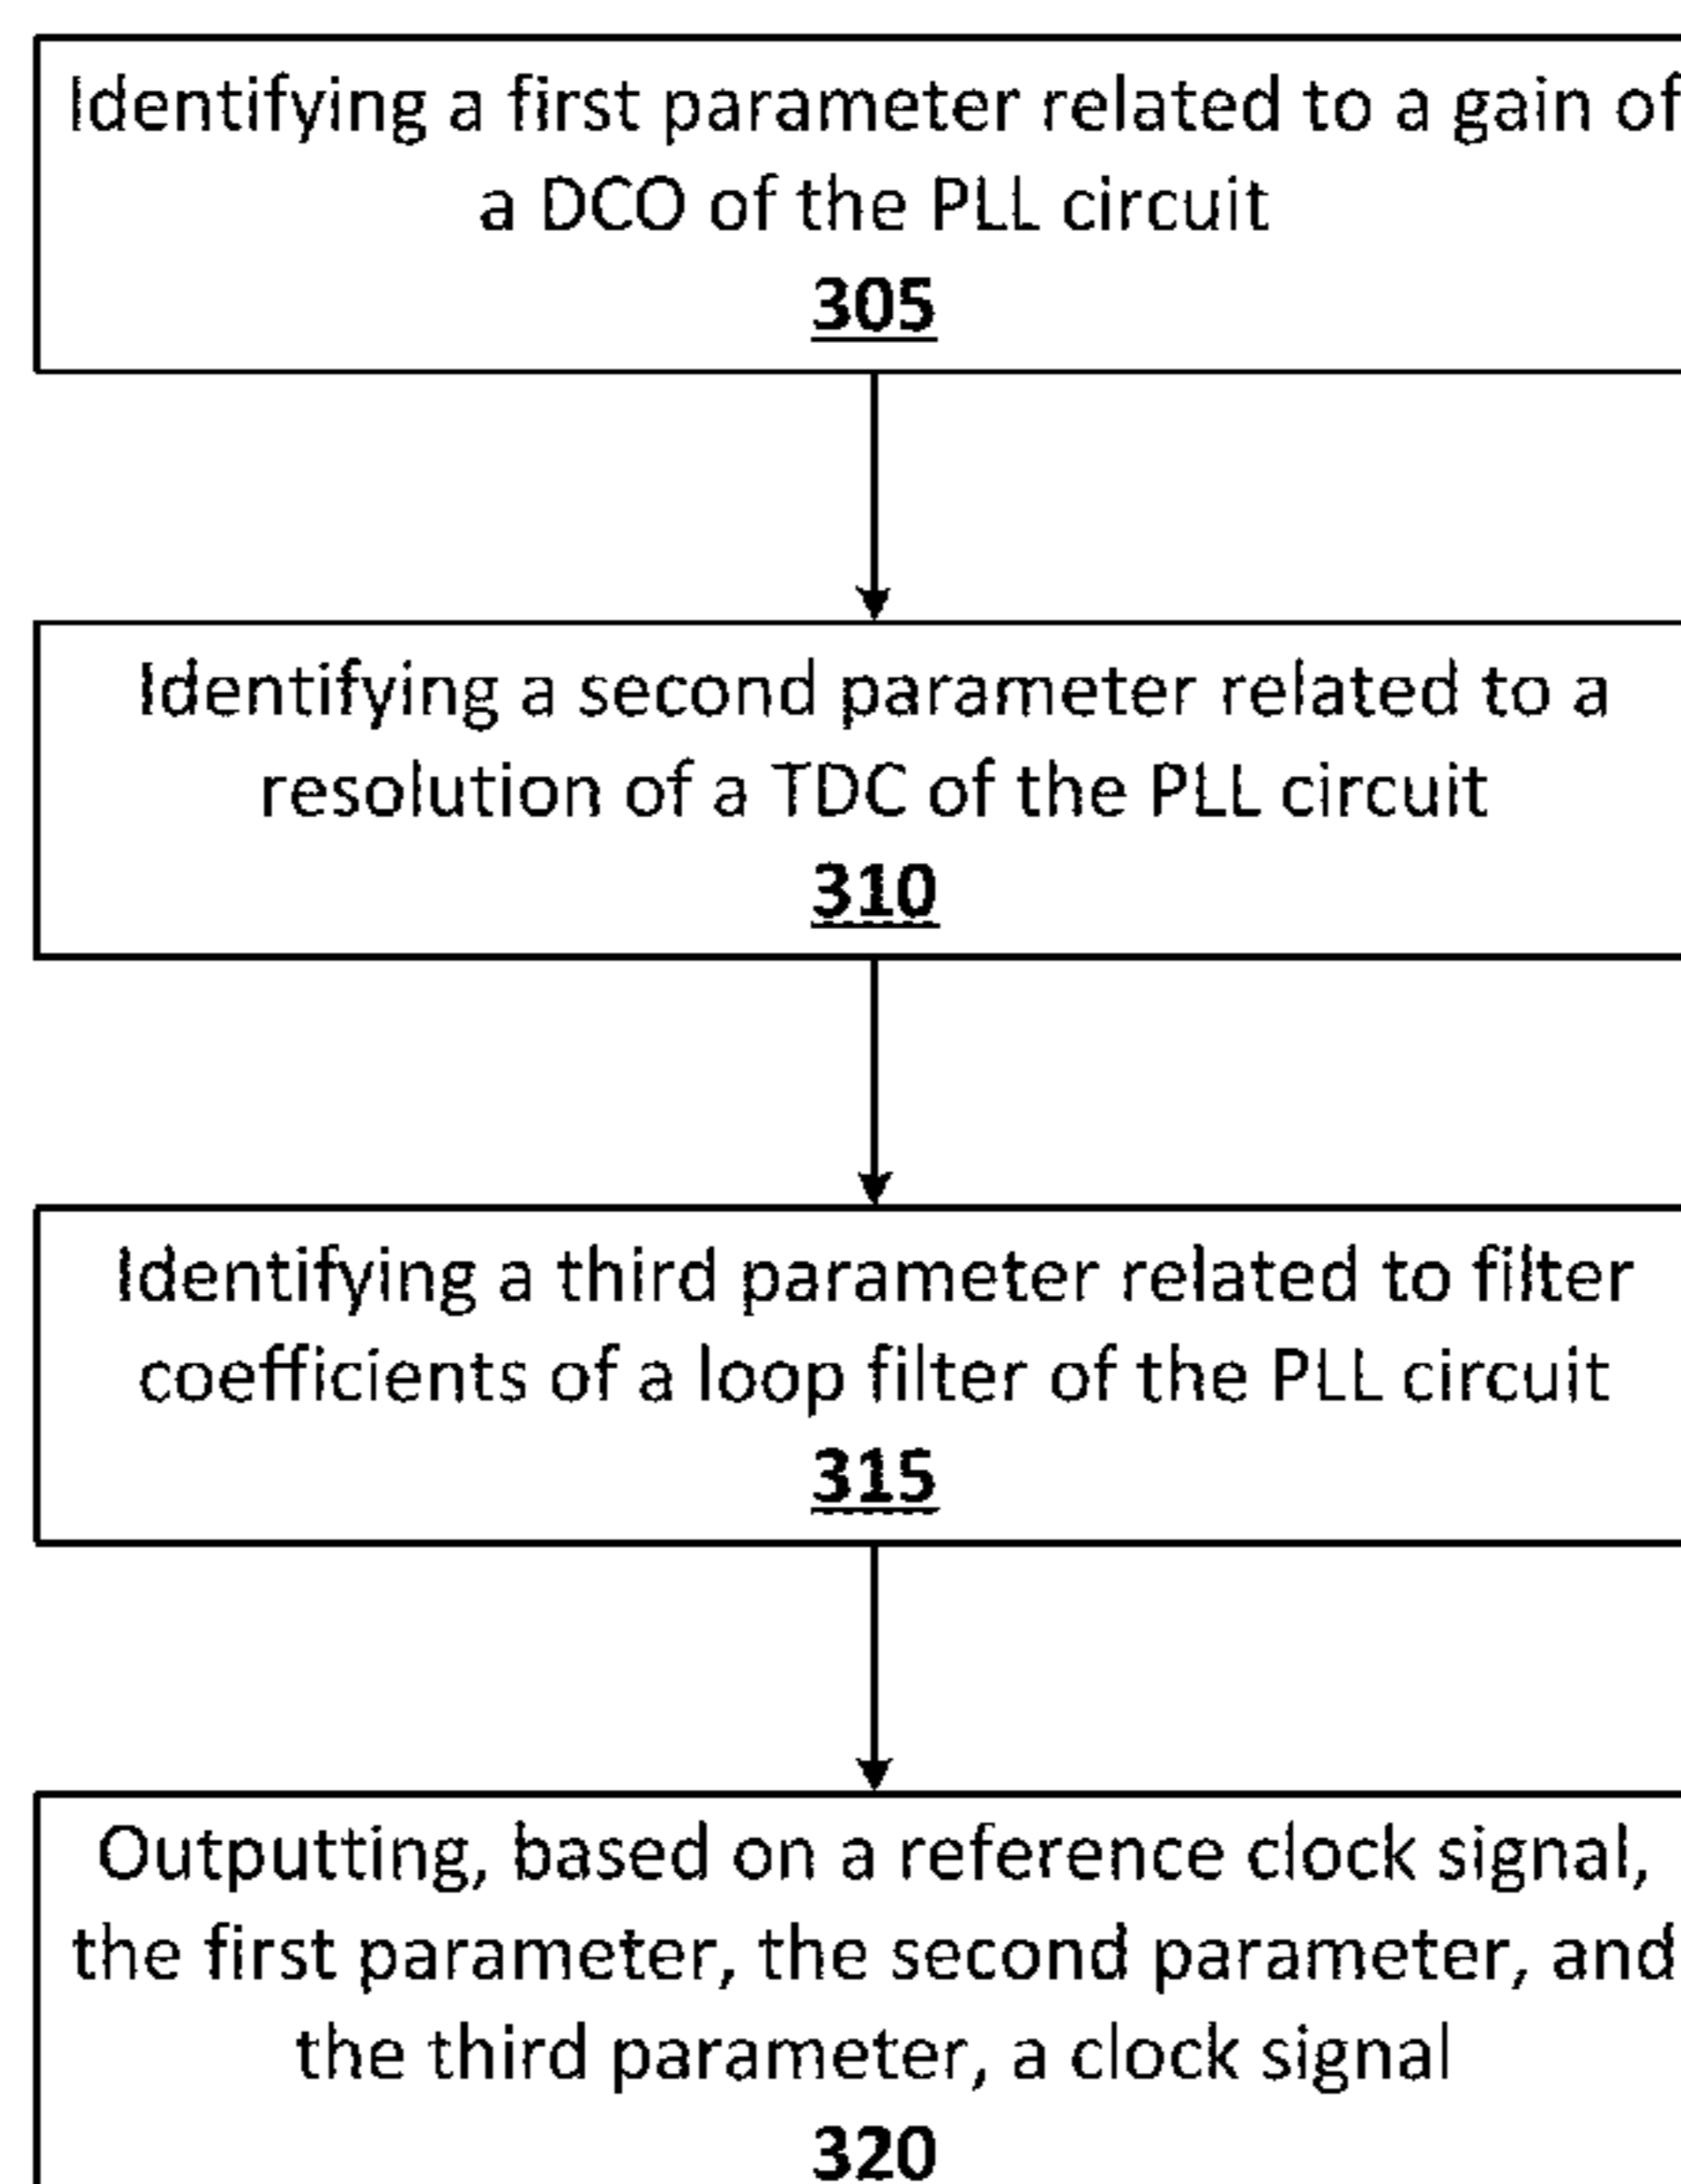 Identifying a first parameter related to a gain of
a DCO of the PLL circuit
305
Identifying a second parameter related to a
resolution of a TDC of the PLL circuit
310
Identifying a third parameter related to filter
coefficients of a loop filter of the PLL circuit
315
Outputting, based on a reference clock signal,
the first parameter, the second parameter, and
the third parameter, a clock signal
320